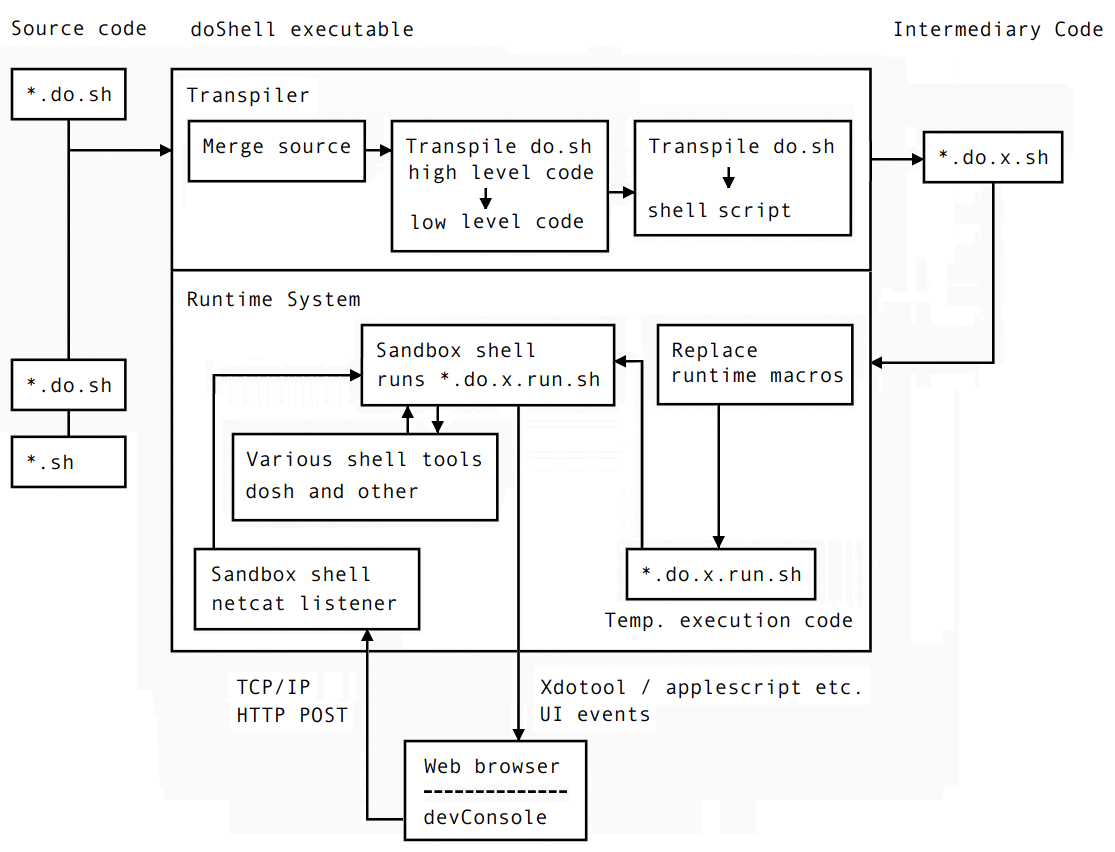 Source code
doShell executable
Intermediary Code
*.do.sh
Transpiler
Merge source
Transpile do.sh
high level code
low level code
Transpile do.sh
shell script
*.do.x.sh
Runtime System
Sandbox shell
runs *.do.x.run.sh
Replace
runtime macros
*.do.sh
*.sh
Various shell tools
dosh and other
Sandbox shell
netcat listener
*.do.x.run.sh
Temp. execution code
TCP/IP
HTTP POST
Xdotool / applescript etc.
UI events
Web browser
--------------
devConsole